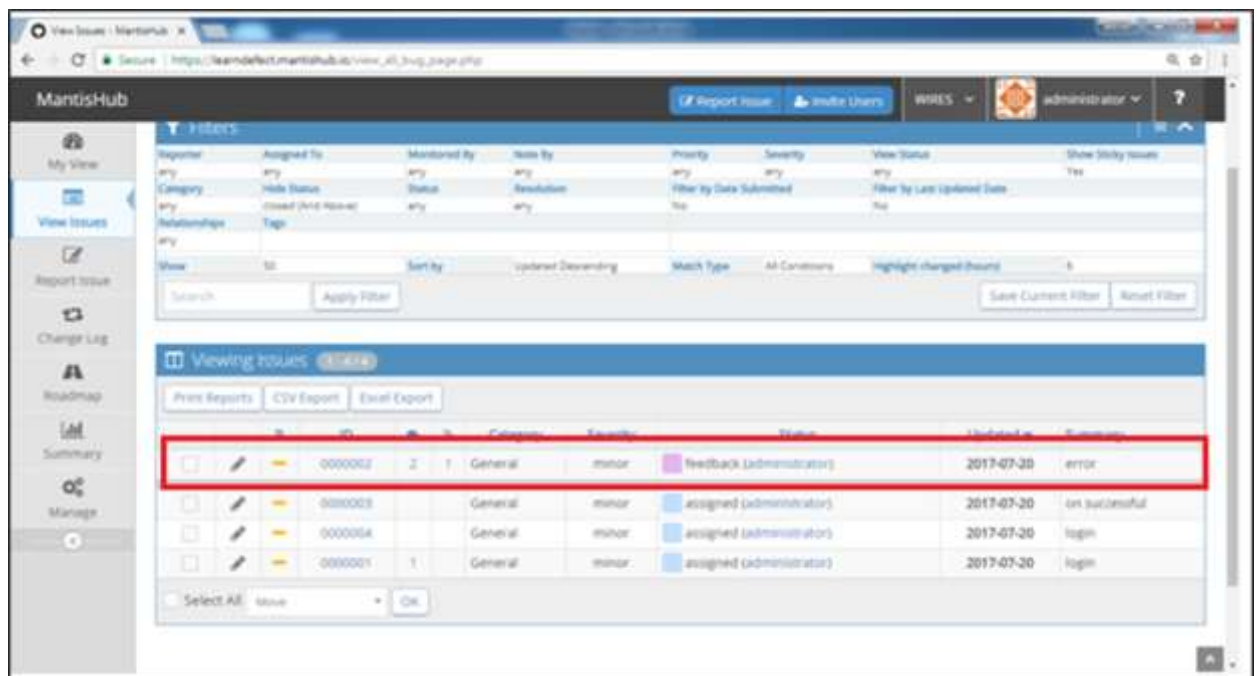 View Issues - MantisHub
Secure https://learndefect.mantishub.io/view_all_bug_page.php
MantisHub Report Issue Invite Users WIRES administrator ?
My View
View Issues
Report Issue
Change Log
Roadmap
Summary
Manage
Filters
Reporter Assigned To Monitored By Note By Priority Severity View Status Show Sticky Issues
any any any any any any any Yes
Category Hide Status Status Resolution Filter by Date Submitted Filter by Last Updated Date
any closed (And Above) any any No No
Relationships Tags
any
Show 50 Sort by Updated Descending Match Type All Conditions Highlight changed (hours) 6
Search Apply Filter Save Current Filter Reset Filter
Viewing Issues
Print Reports CSV Export Excel Export
ID Category Severity Status Updated Summary
0000002 2 1 General minor feedback (administrator) 2017-07-20 error
0000003 General minor assigned (administrator) 2017-07-20 on successful
0000004 General minor assigned (administrator) 2017-07-20 login
0000001 1 General minor assigned (administrator) 2017-07-20 login
Select All Move OK